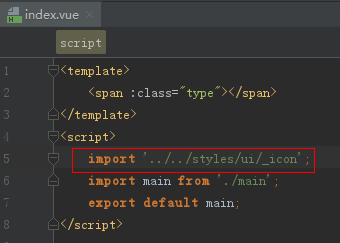 index.vue
script
1 <template>
2 <span :class="type"></span>
3 </template>
4 <script>
5 import '../../styles/ui/_icon';
6 import main from './main';
7 export default main;
8 </script>